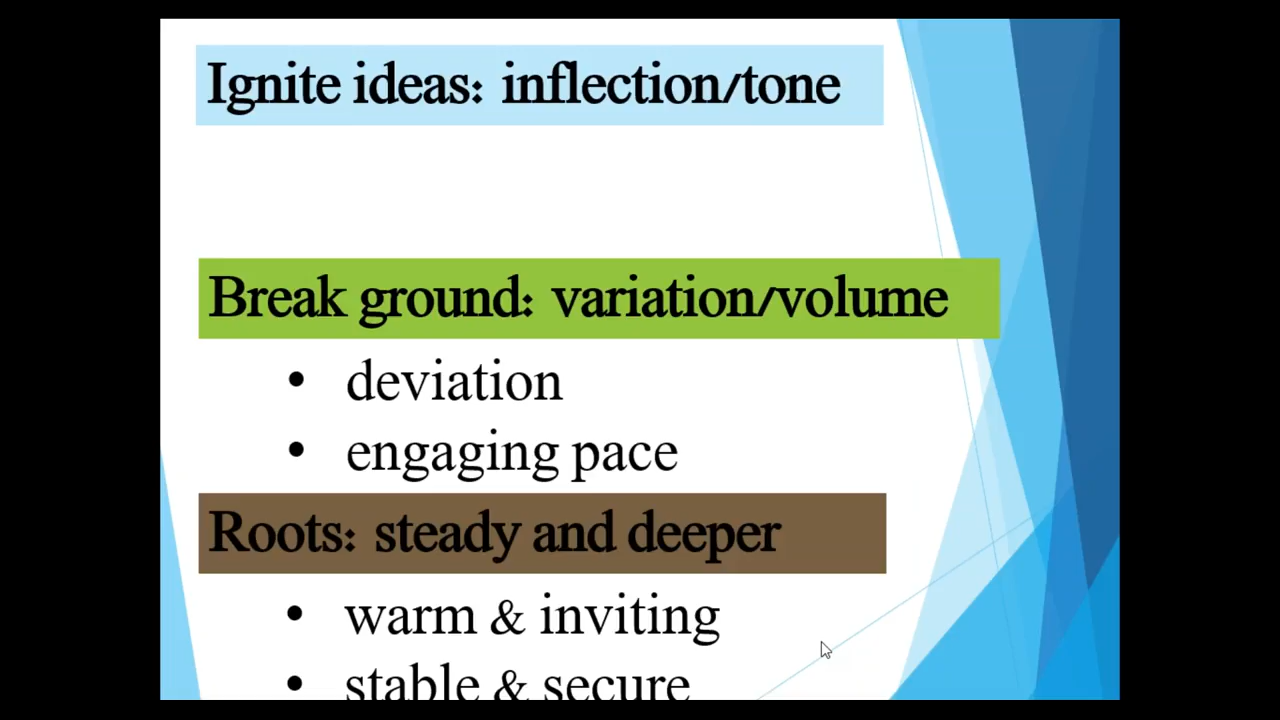 Ignite ideas: inflection/tone
Break ground: variation/volume
• deviation
• engaging pace
Roots: steady and deeper
• warm & inviting
• stable & secure